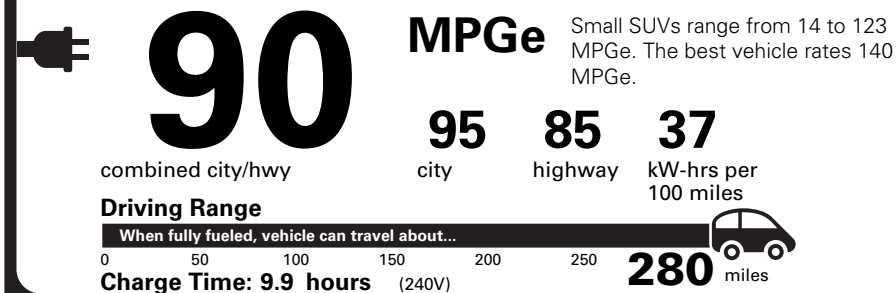 90
MPGe
Small SUVs range from 14 to 123
MPGe. The best vehicle rates 140
MPGe.
95
85
37
combined city/hwy
city
highway
kW-hrs per
100 miles
Driving Range
When fully fueled, vehicle can travel about...
0 50 100 150 200 250 280 miles
Charge Time: 9.9 hours (240V)